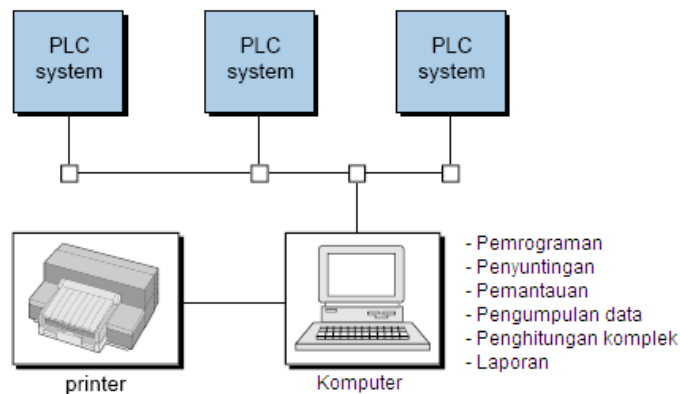 PLC
system
PLC
system
PLC
system
- Pemrograman
- Penyuntingan
- Pemantauan
- Pengumpulan data
- Penghitungan komplek
- Laporan
printer
Komputer